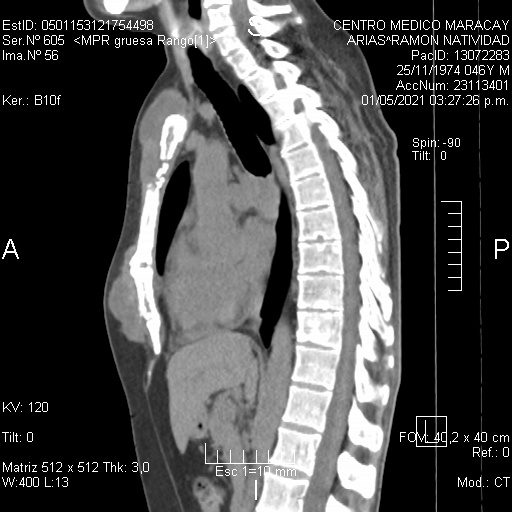 EstID: 0501153121754498
Ser.Nº 605 <MPR gruesa Rango[1]>
Ima.Nº 56
Ker.: B10f
S
CENTRO MEDICO MARACAY
ARIAS^RAMON NATIVIDAD
PacID: 13072283
25/11/1974 046Y M
AccNum: 23113401
01/05/2021 03:27:26 p.m.
Spin: -90
Tilt: 0
A
P
KV: 120
Tilt: 0
Matriz 512 x 512 Thk: 3,0
W:400 L:13
Esc 1=10 mm
I
FOV: 40,2 x 40 cm
Ref.: 0
Mod.: CT